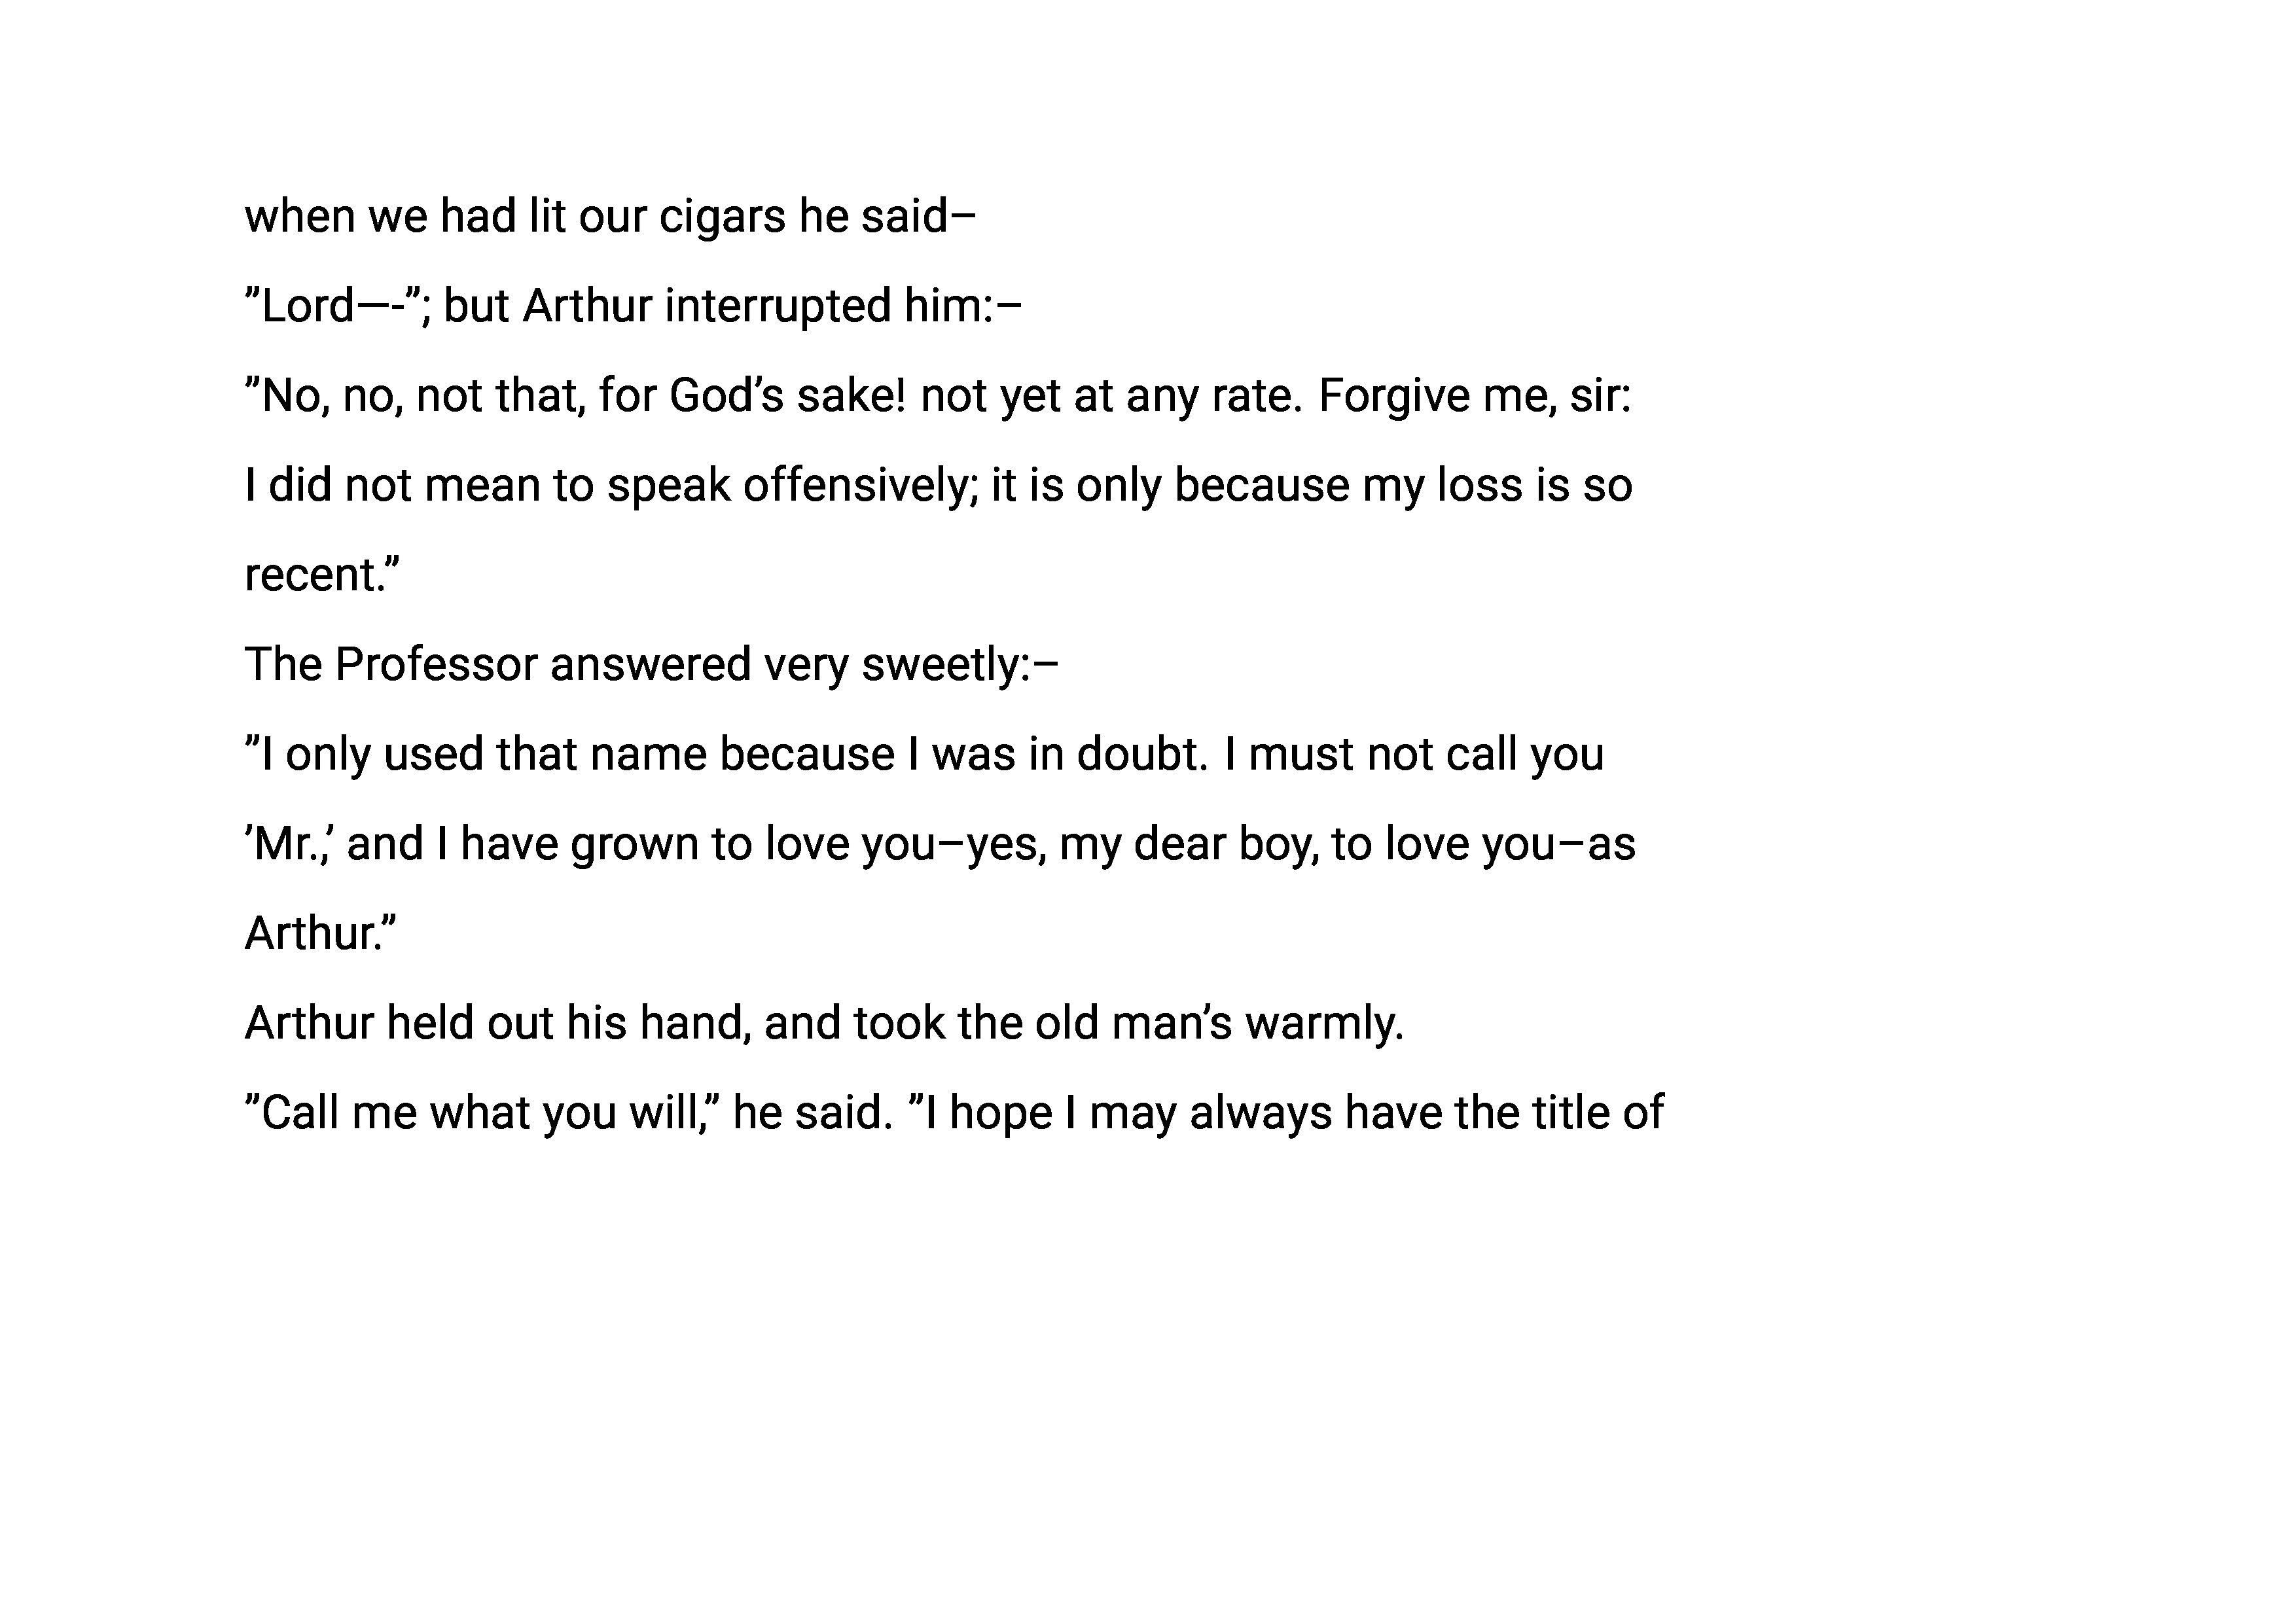 when we had lit our cigars he said–
”Lord—-”; but Arthur interrupted him:–
”No, no, not that, for God’s sake! not yet at any rate. Forgive me, sir:
I did not mean to speak offensively; it is only because my loss is so
recent.”
The Professor answered very sweetly:–
”I only used that name because I was in doubt. I must not call you
’Mr.,’ and I have grown to love you–yes, my dear boy, to love you–as
Arthur.”
Arthur held out his hand, and took the old man’s warmly.
”Call me what you will,” he said. ”I hope I may always have the title of